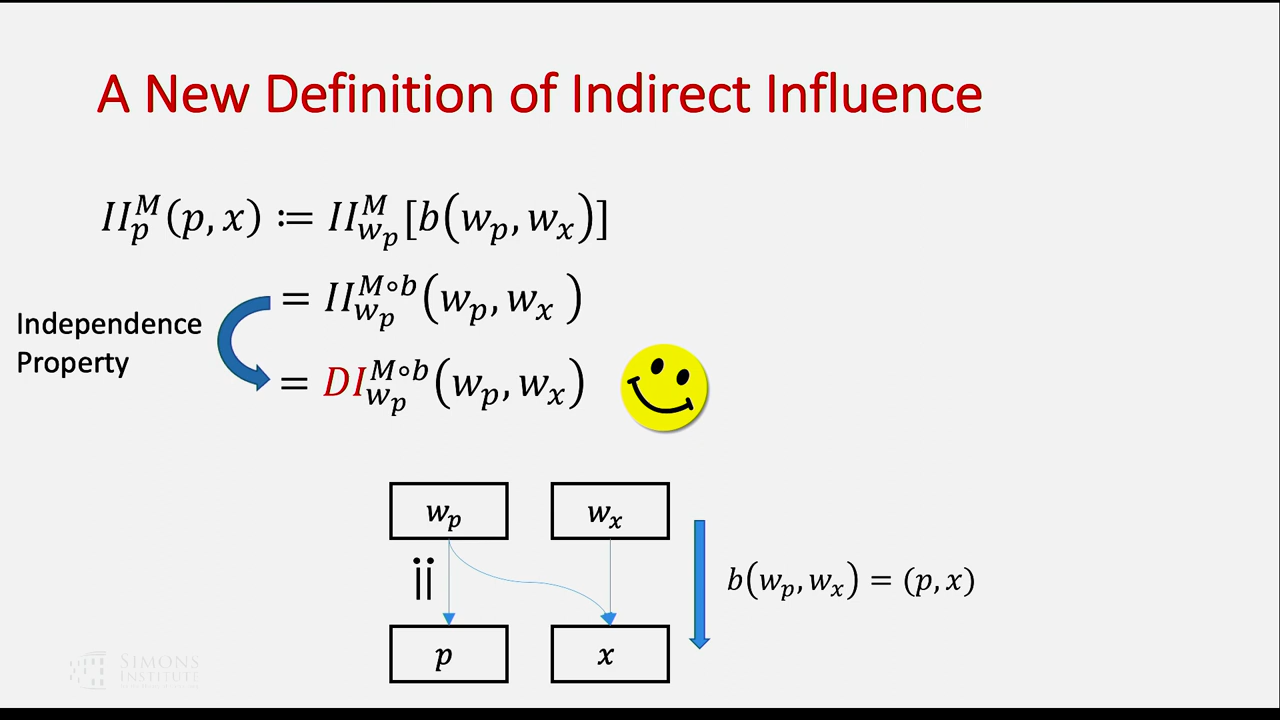 A New Definition of Indirect Influence
II_p^M(p, x) ≔ II_{w_p}^M[b(w_p, w_x)]
= II_{w_p}^{M∘b}(w_p, w_x)
Independence
Property
= DI_{w_p}^{M∘b}(w_p, w_x)
w_p
w_x
ii
b(w_p, w_x) = (p, x)
p
x
SIMONS
INSTITUTE